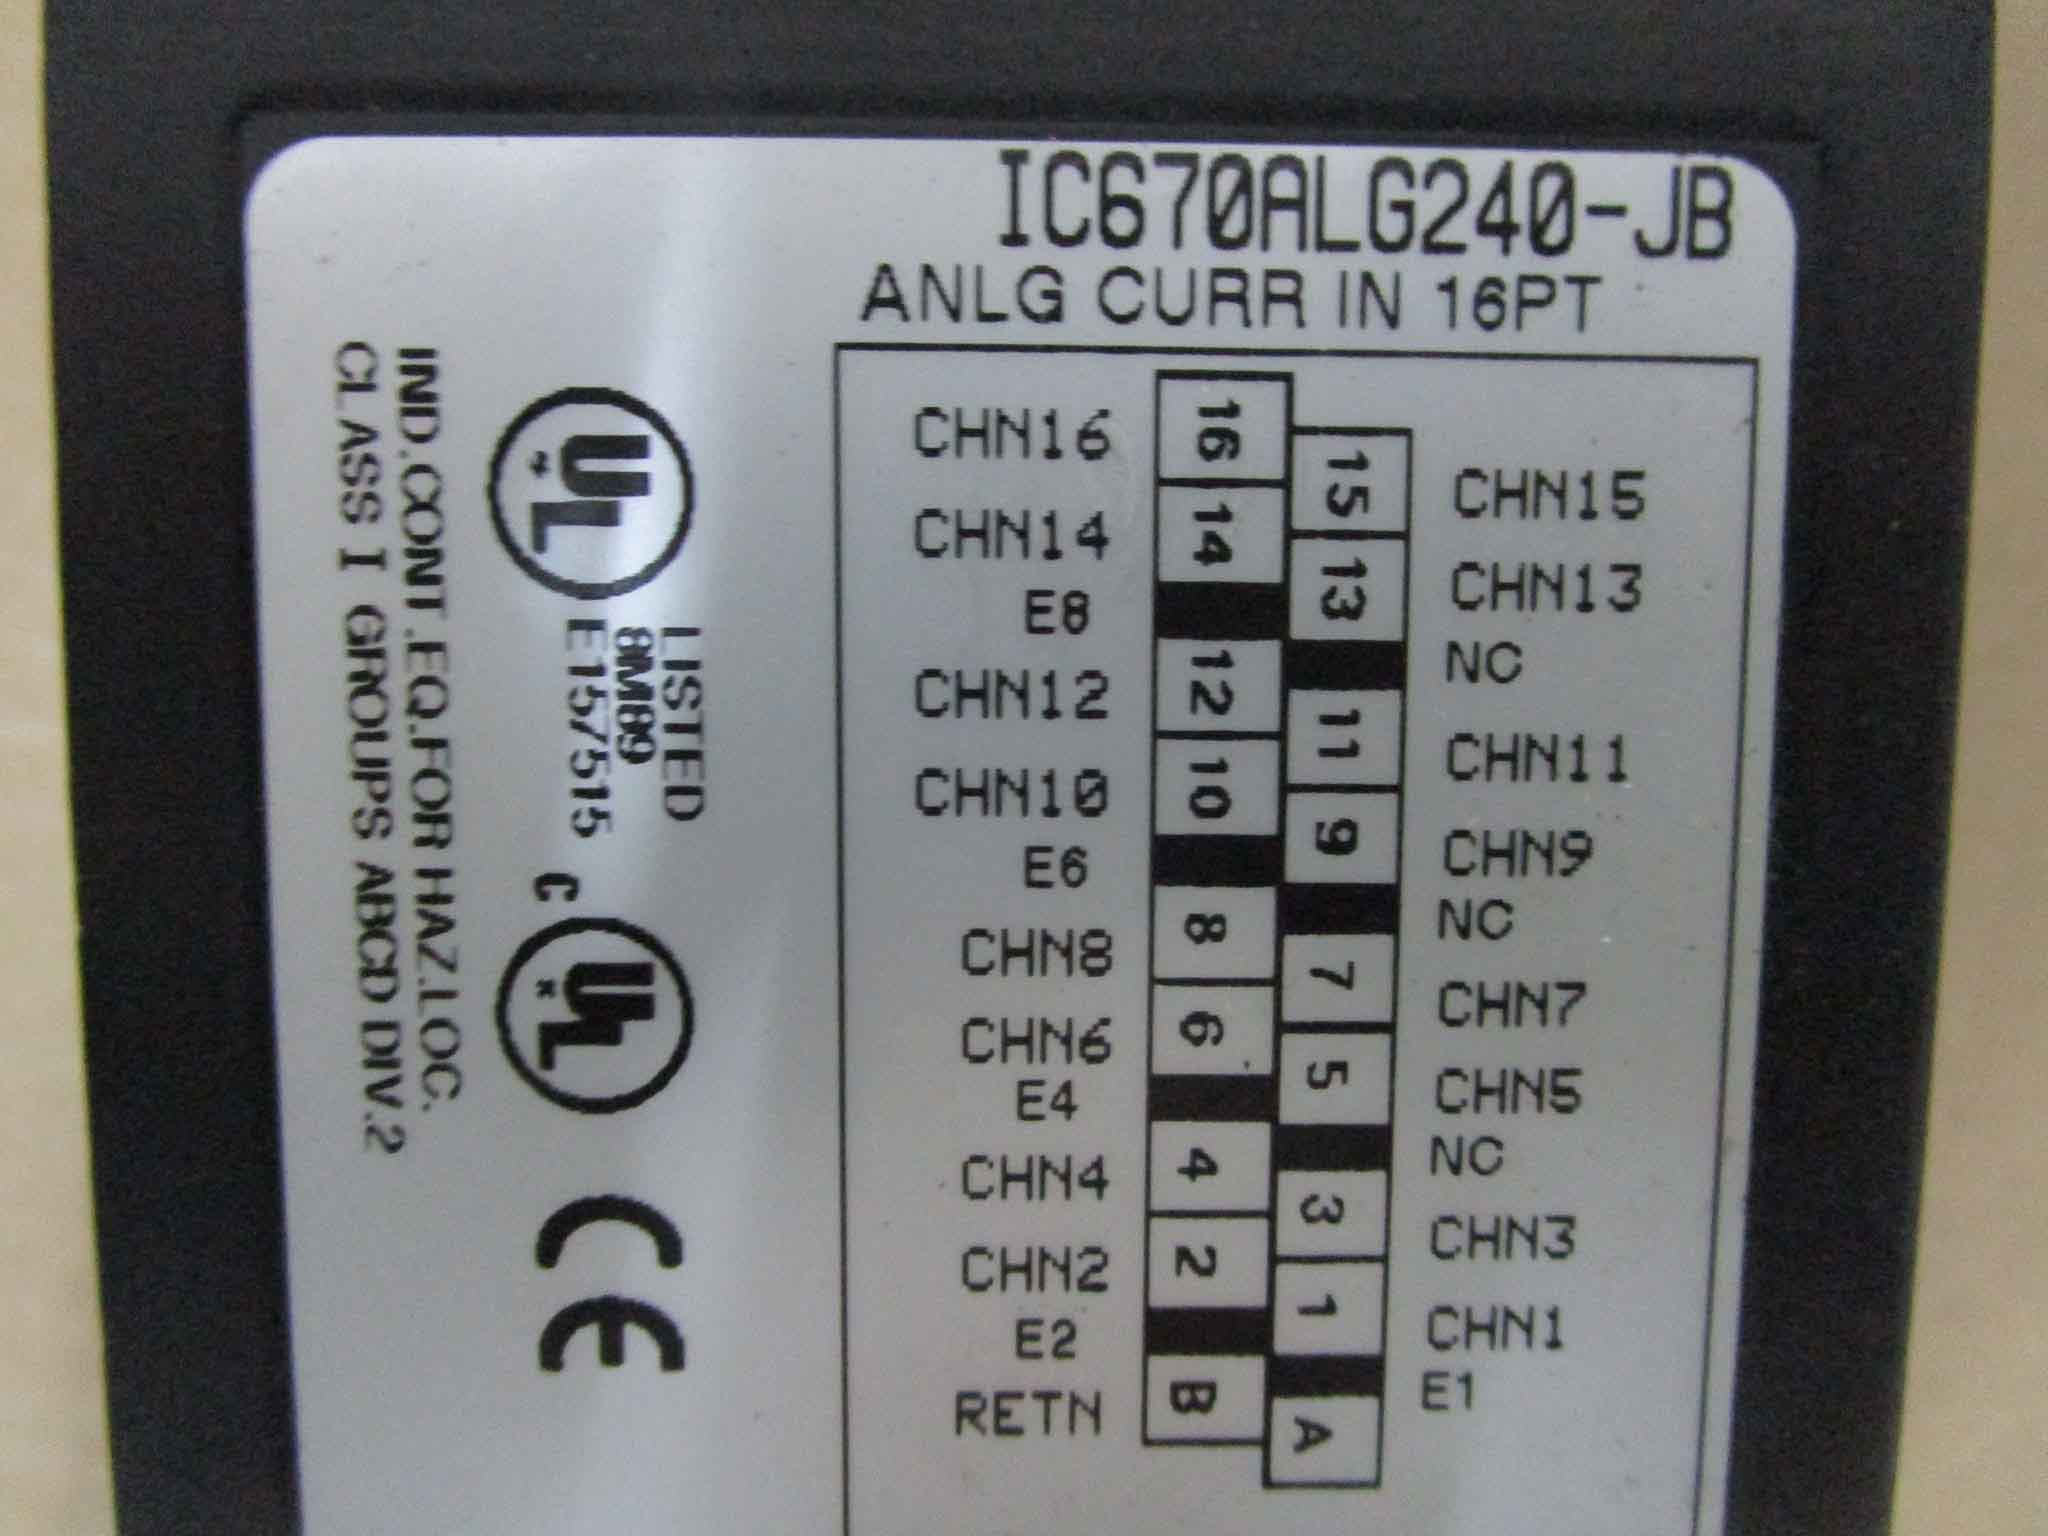 IC670ALG240-JB
ANLG CURR IN 16PT
CHN16 16
15 CHN15
CHN14 14
13 CHN13
E8
NC
CHN12 12
11 CHN11
CHN10 10
9 CHN9
E6
NC
CHN8 8
7 CHN7
CHN6 6
5 CHN5
E4
NC
CHN4 4
3 CHN3
CHN2 2
1 CHN1
E2
E1
RETN B
A
UL
LISTED
8M89
E157515
C UL
CE
IND.CONT.EQ.FOR HAZ.LOC.
CLASS I GROUPS ABCD DIV.2